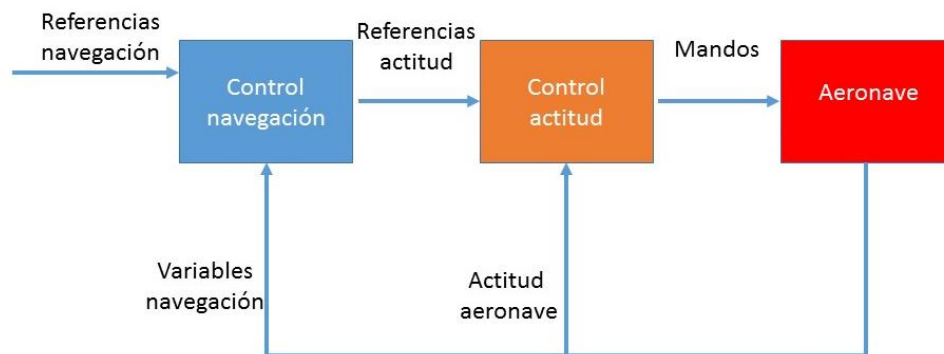 Referencias
navegación
Control
navegación
Referencias
actitud
Control
actitud
Mandos
Aeronave
Variables
navegación
Actitud
aeronave